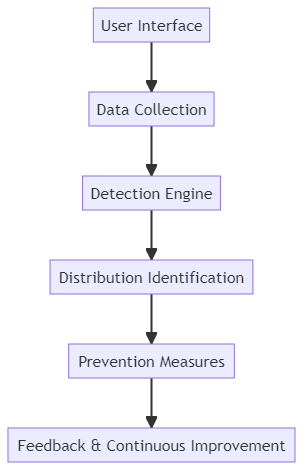 User Interface
Data Collection
Detection Engine
Distribution Identification
Prevention Measures
Feedback & Continuous Improvement